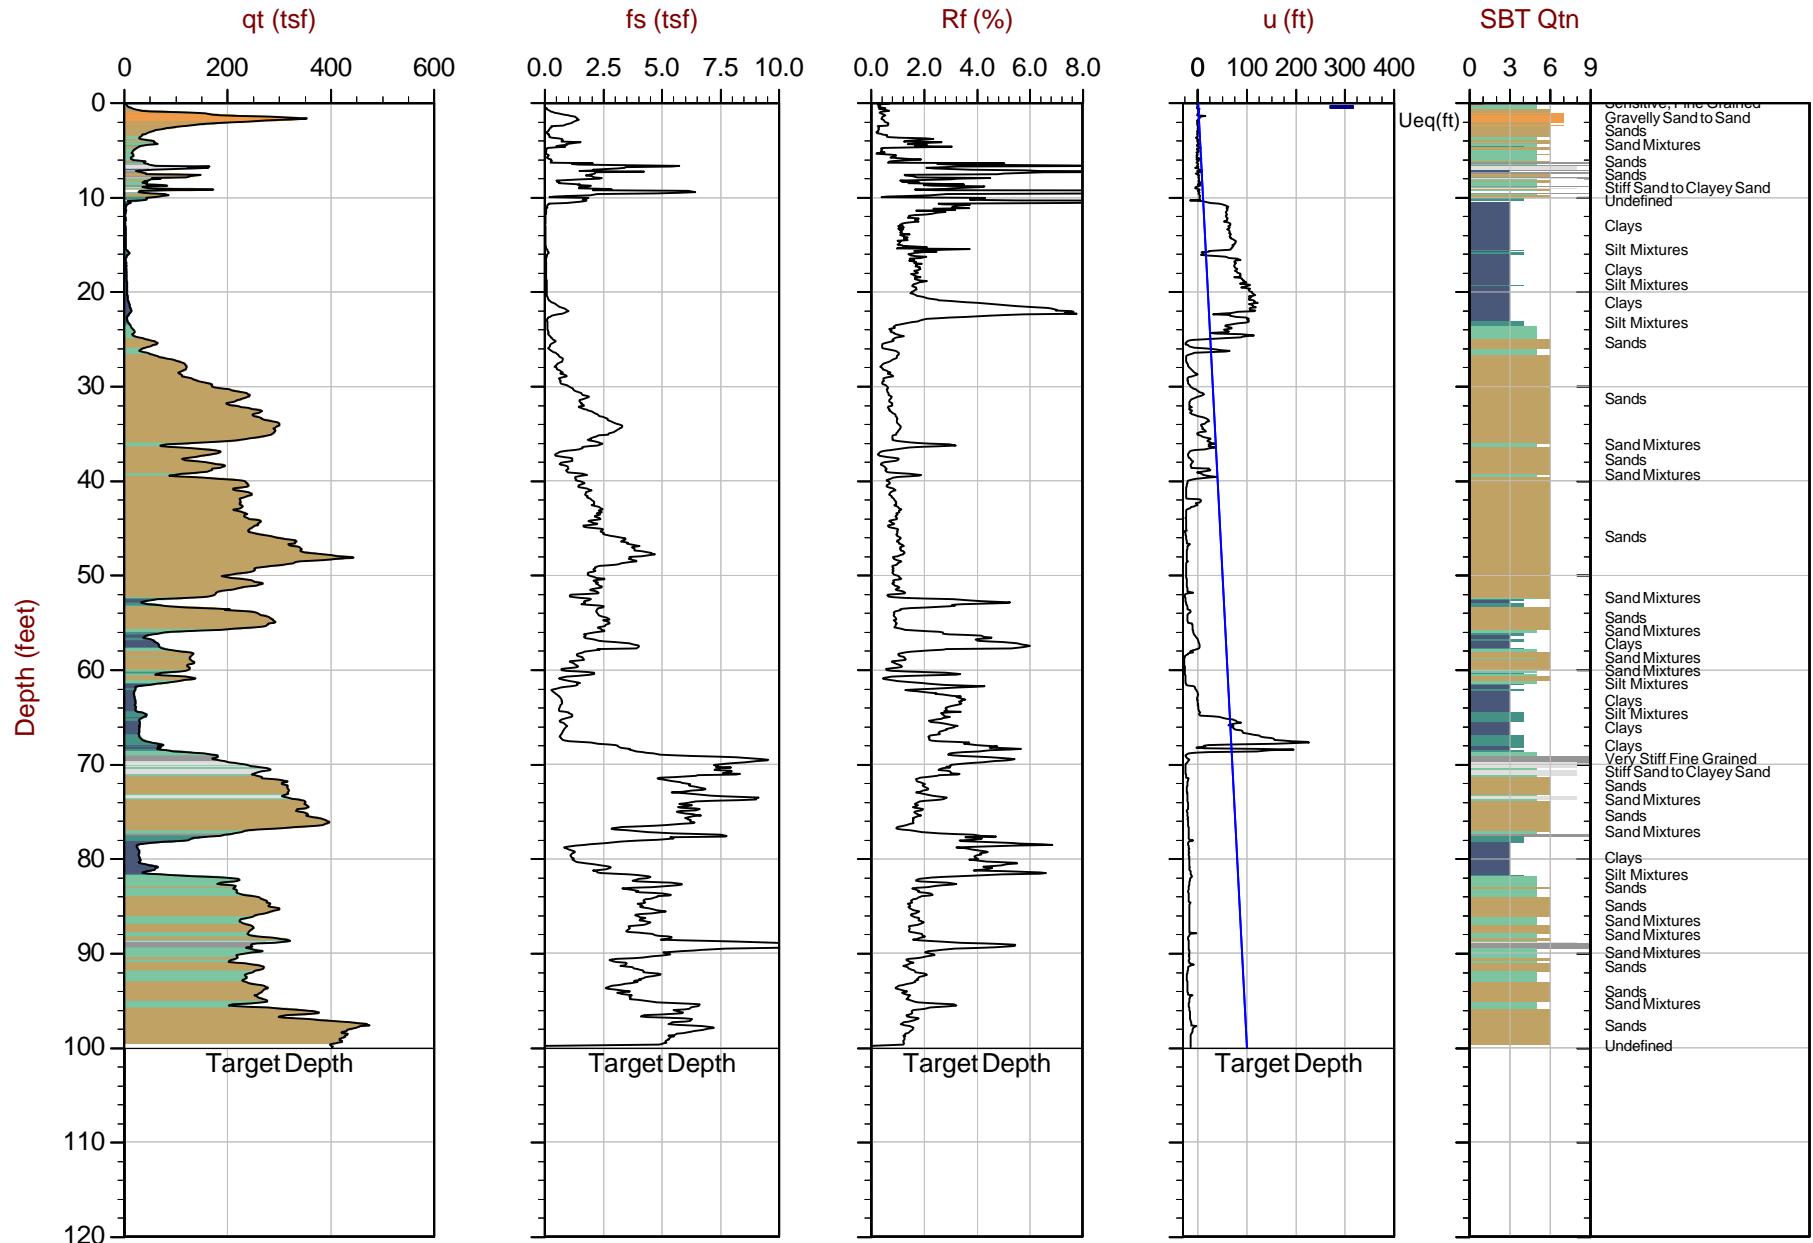 qt (tsf) fs (tsf) Rf (%) u (ft) SBT Qtn
0 200 400 600 0.0 2.5 5.0 7.5 10.0 0.0 2.0 4.0 6.0 8.0 0 100 200 300 400 0 3 6 9
Depth (feet)
0
10
20
30
40
50
60
70
80
90
100
110
120
Ueq(ft)
Target Depth Target Depth Target Depth Target Depth
Sensitive, Fine Grained
Gravelly Sand to Sand
Sands
Sand Mixtures
Sands
Sands
Stiff Sand to Clayey Sand
Undefined
Clays
Silt Mixtures
Clays
Silt Mixtures
Clays
Silt Mixtures
Sands
Sands
Sand Mixtures
Sands
Sand Mixtures
Sands
Sand Mixtures
Sands
Sand Mixtures
Clays
Sand Mixtures
Sand Mixtures
Silt Mixtures
Clays
Silt Mixtures
Clays
Clays
Very Stiff Fine Grained
Stiff Sand to Clayey Sand
Sands
Sand Mixtures
Sands
Sand Mixtures
Clays
Silt Mixtures
Sands
Sands
Sand Mixtures
Sand Mixtures
Sand Mixtures
Sands
Sands
Sand Mixtures
Sands
Undefined